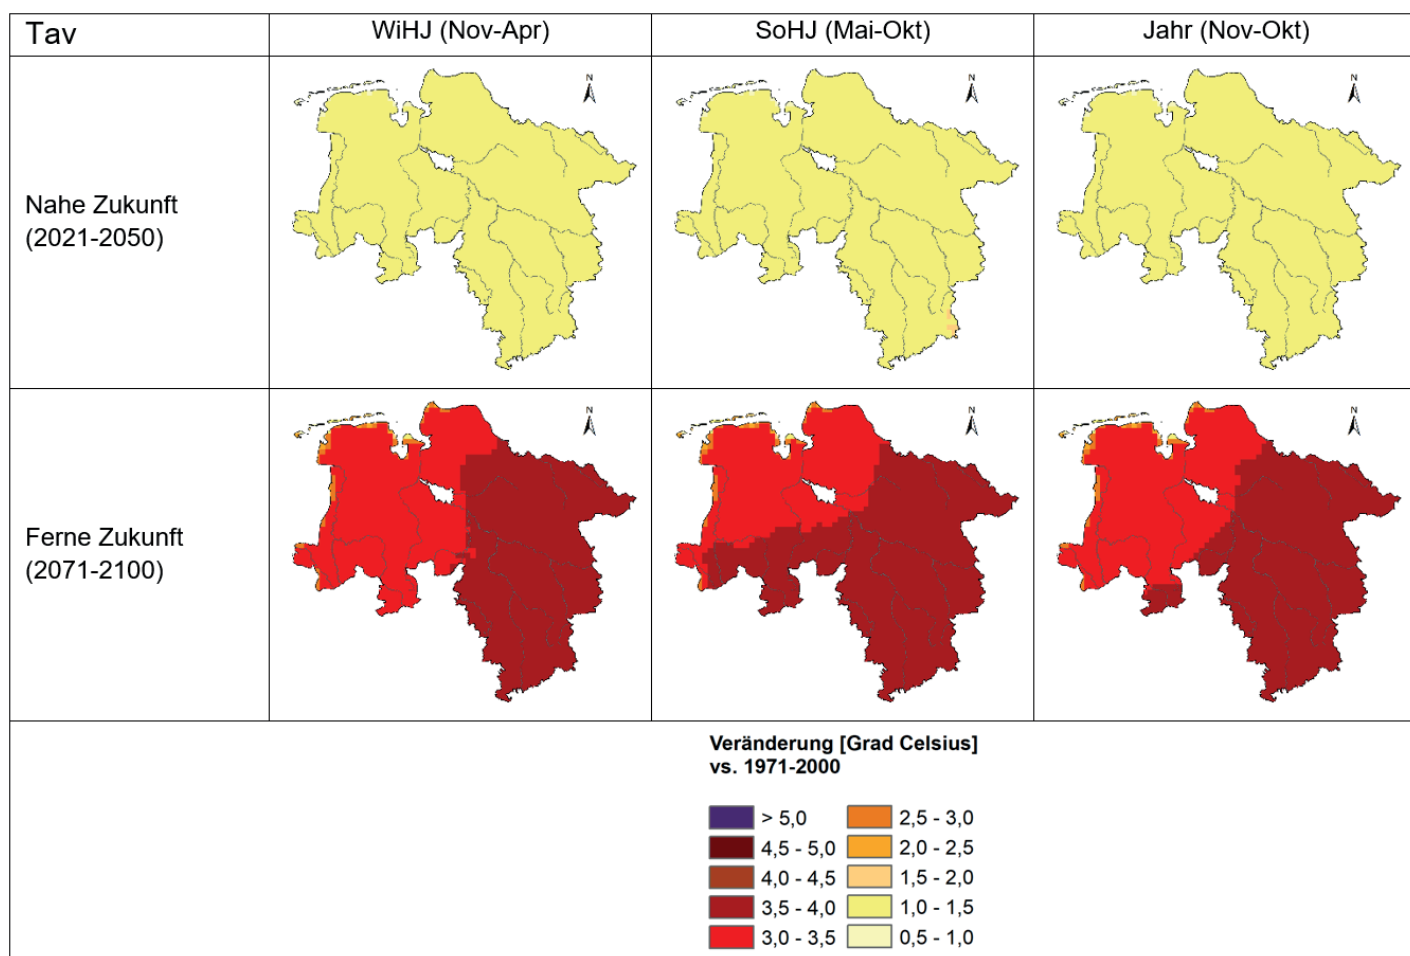 Tav
WiHJ (Nov-Apr)
SoHJ (Mai-Okt)
Jahr (Nov-Okt)
Nahe Zukunft
(2021-2050)
N
N
N
Ferne Zukunft
(2071-2100)
N
N
N
Veränderung [Grad Celsius]
vs. 1971-2000
> 5,0
4,5 - 5,0
4,0 - 4,5
3,5 - 4,0
3,0 - 3,5
2,5 - 3,0
2,0 - 2,5
1,5 - 2,0
1,0 - 1,5
0,5 - 1,0